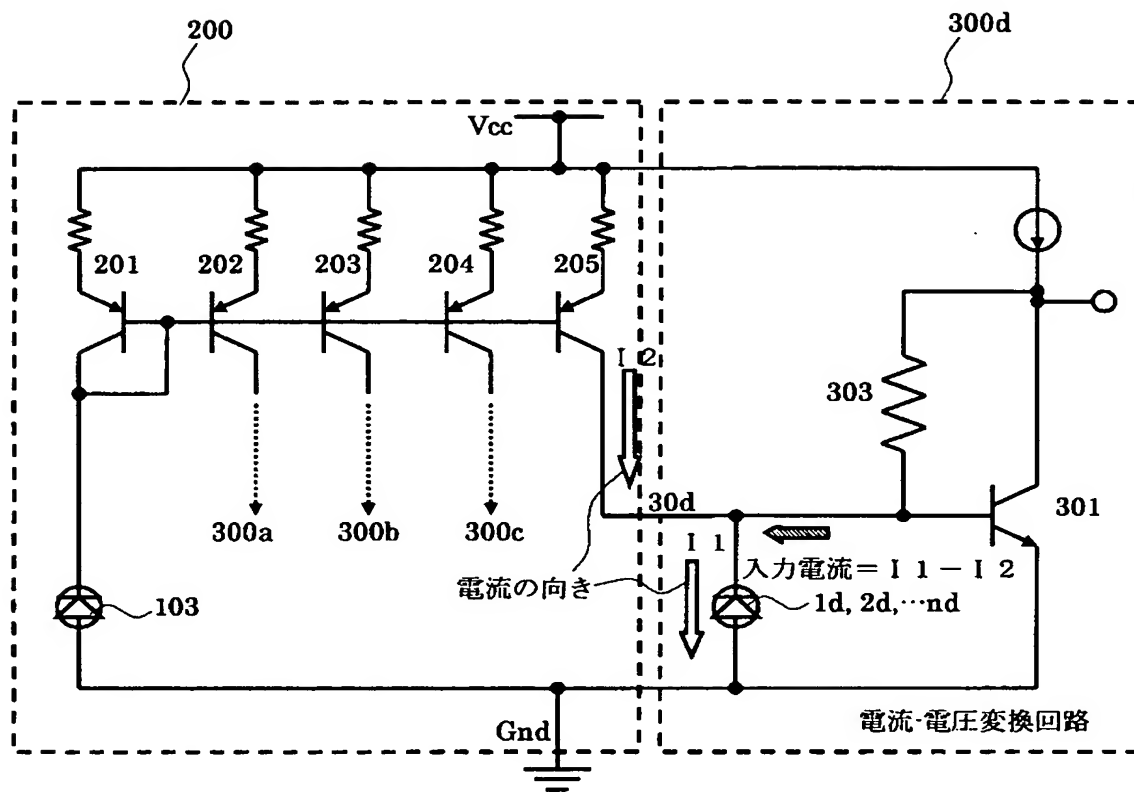 200
300d
Vcc
201
202
203
204
205
I 2
303
30d
301
300a
300b
300c
I 1
入力電流=I 1-I 2
電流の向き
103
1d, 2d,…nd
Gnd
電流-電圧変換回路